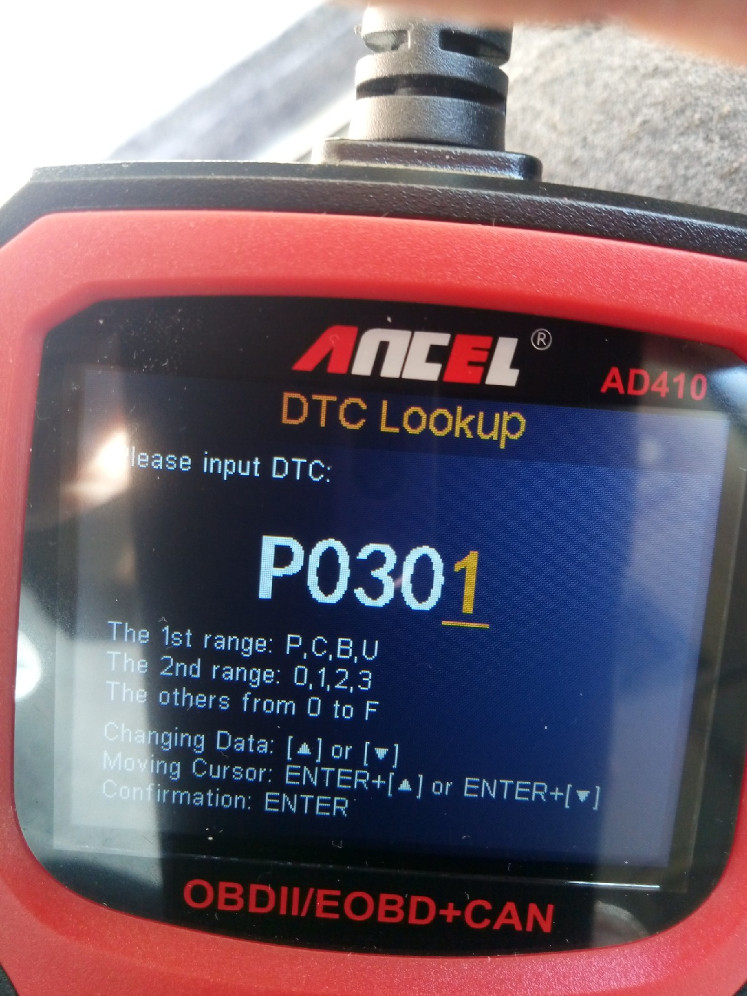 ANCEL®
AD410
DTC Lookup
Please input DTC:
P0301
The 1st range: P,C,B,U
The 2nd range: 0,1,2,3
The others from 0 to F
Changing Data: [▲] or [▼]
Moving Cursor: ENTER+[▲] or ENTER+[▼]
Confirmation: ENTER
OBDII/EOBD+CAN